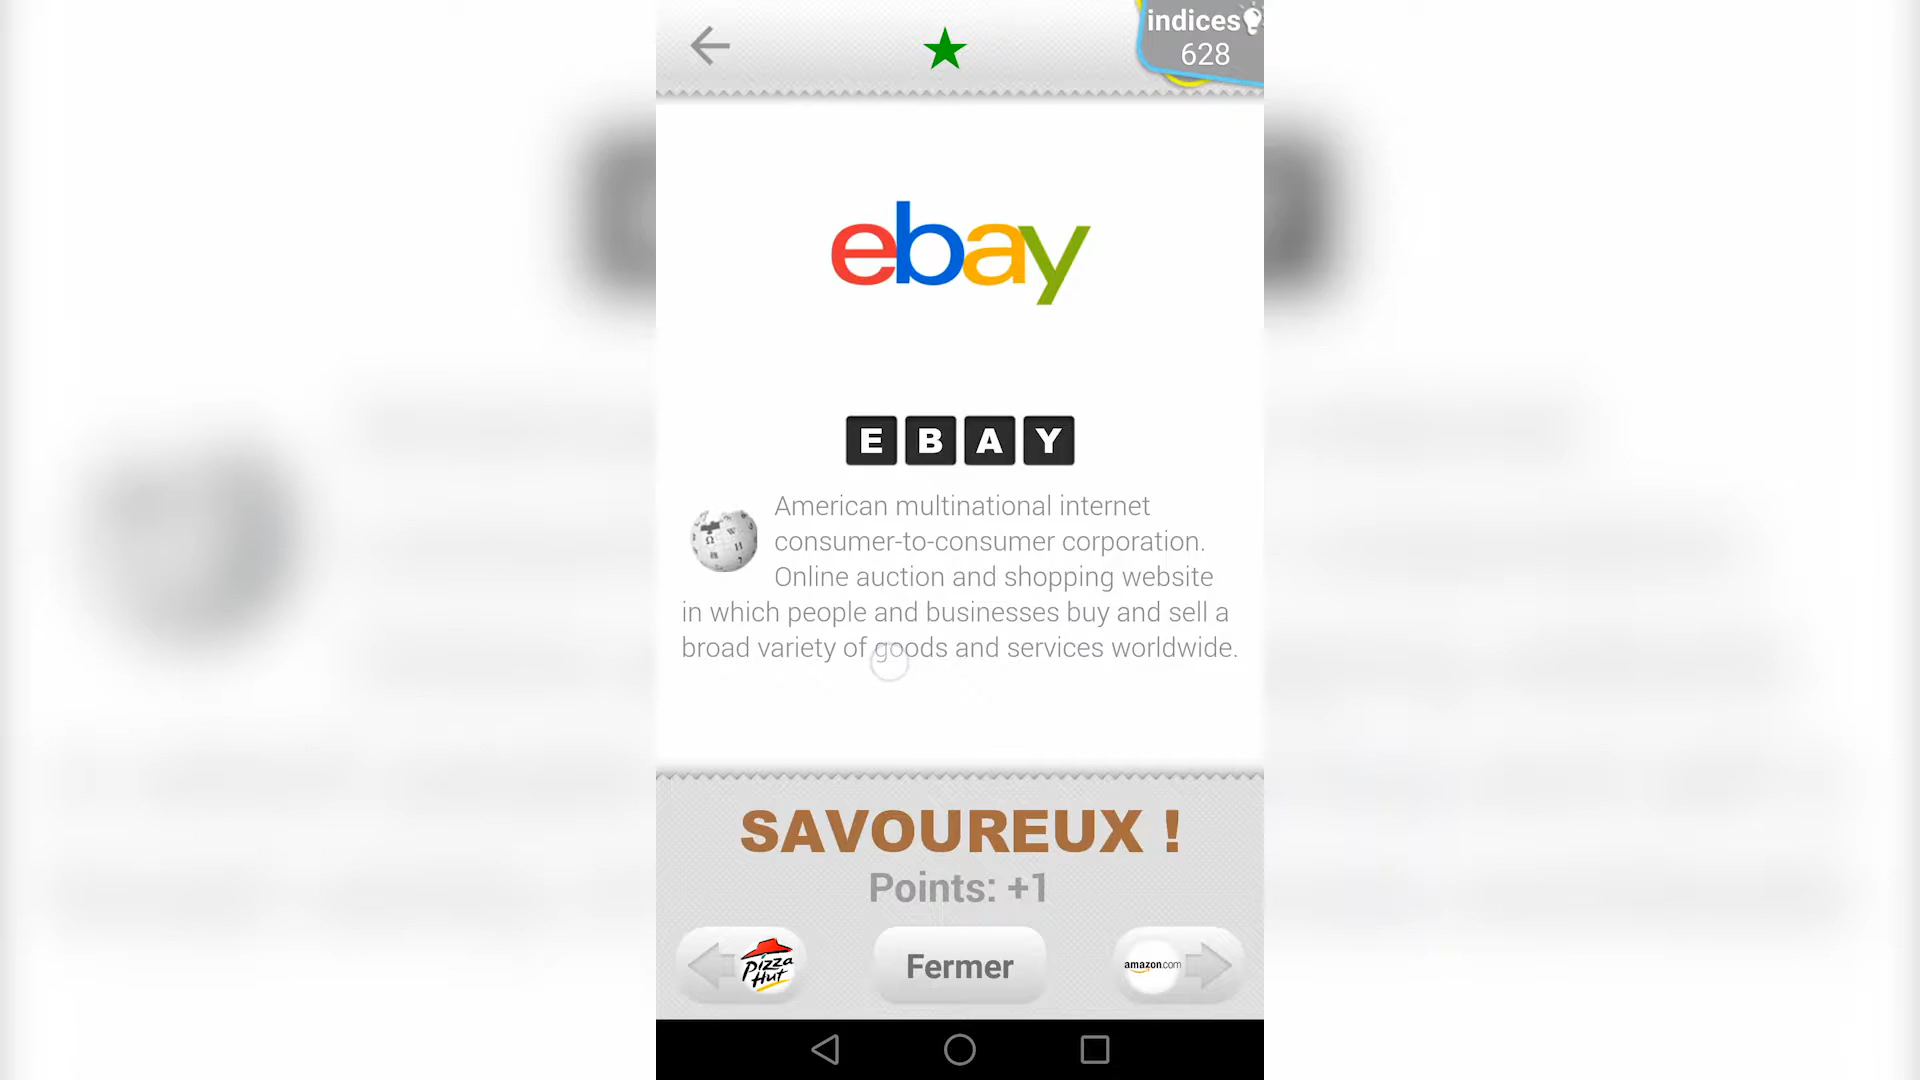 indices
628
ebay
E B A Y
American multinational internet
consumer-to-consumer corporation.
Online auction and shopping website
in which people and businesses buy and sell a
broad variety of goods and services worldwide.
SAVOUREUX !
Points: +1
Pizza
Hut
Fermer
amazon.com